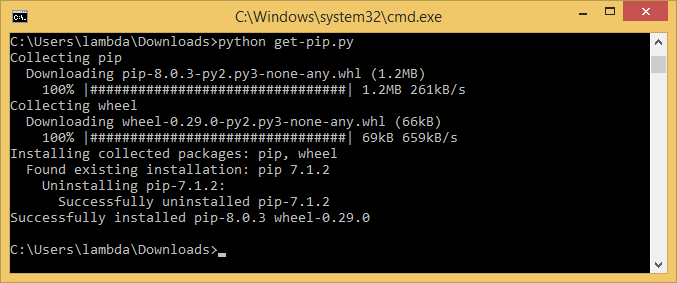 C:\Windows\system32\cmd.exe
C:\Users\lambda\Downloads>python get-pip.py
Collecting pip
  Downloading pip-8.0.3-py2.py3-none-any.whl (1.2MB)
    100% |################################| 1.2MB 261kB/s
Collecting wheel
  Downloading wheel-0.29.0-py2.py3-none-any.whl (66kB)
    100% |################################| 69kB 659kB/s
Installing collected packages: pip, wheel
  Found existing installation: pip 7.1.2
    Uninstalling pip-7.1.2:
      Successfully uninstalled pip-7.1.2
Successfully installed pip-8.0.3 wheel-0.29.0
C:\Users\lambda\Downloads>_